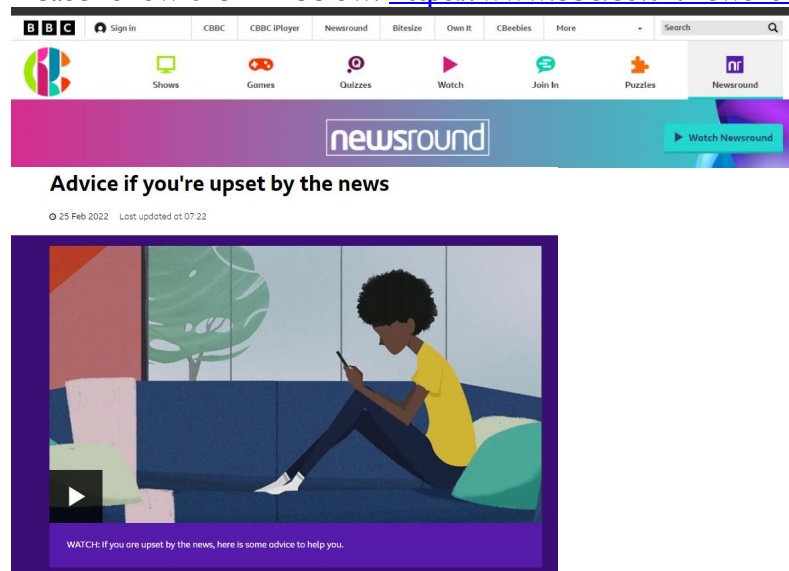 BBC Sign in CBBC CBBC iPlayer Newsround Bitesize Own It CBeebies More Search
Shows Games Quizzes Watch Join In Puzzles nr Newsround
newsround Watch Newsround
Advice if you're upset by the news
25 Feb 2022 Last updated at 07:22
WATCH: If you are upset by the news, here is some advice to help you.